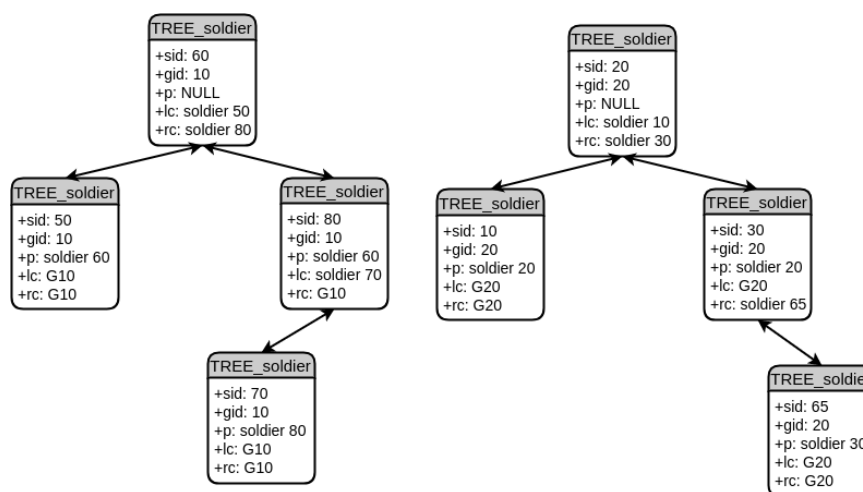 TREE_soldier
+sid: 60
+gid: 10
+p: NULL
+lc: soldier 50
+rc: soldier 80
TREE_soldier
+sid: 20
+gid: 20
+p: NULL
+lc: soldier 10
+rc: soldier 30
TREE_soldier
+sid: 50
+gid: 10
+p: soldier 60
+lc: G10
+rc: G10
TREE_soldier
+sid: 80
+gid: 10
+p: soldier 60
+lc: soldier 70
+rc: G10
TREE_soldier
+sid: 10
+gid: 20
+p: soldier 20
+lc: G20
+rc: G20
TREE_soldier
+sid: 30
+gid: 20
+p: soldier 20
+lc: G20
+rc: soldier 65
TREE_soldier
+sid: 70
+gid: 10
+p: soldier 80
+lc: G10
+rc: G10
TREE_soldie
+sid: 65
+gid: 20
+p: soldier 30
+lc: G20
+rc: G20